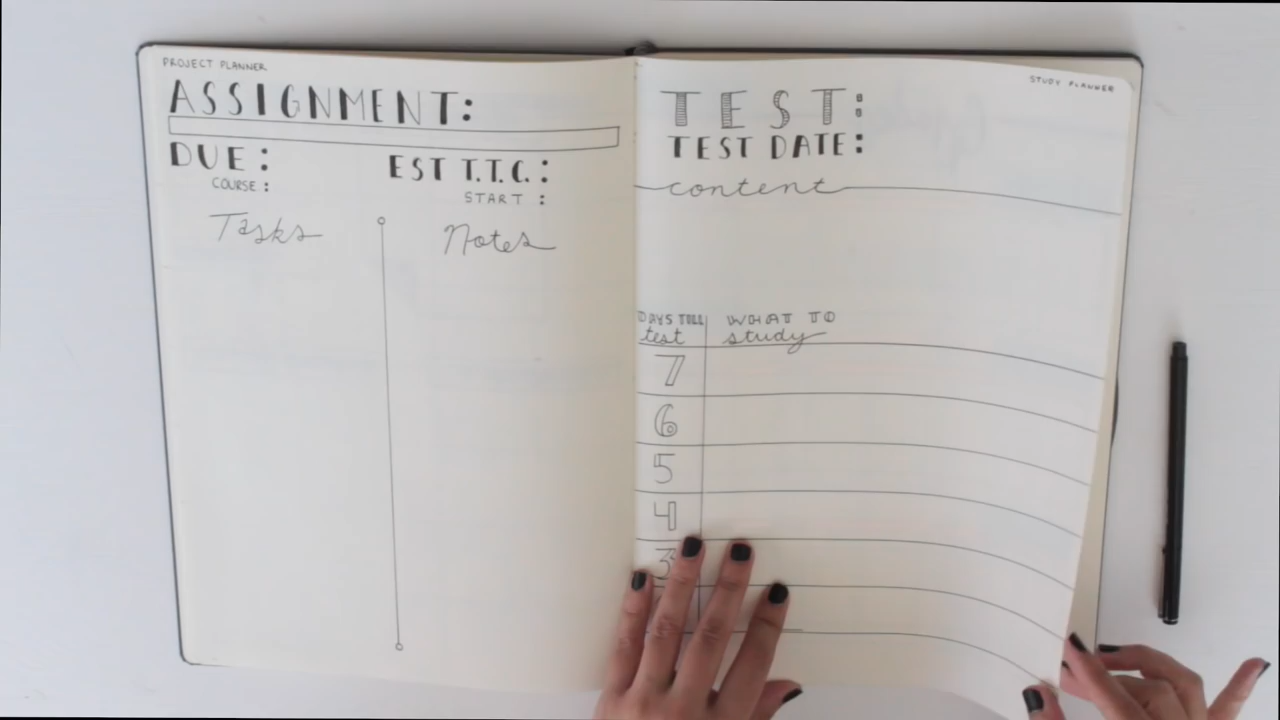 PROJECT PLANNER
ASSIGNMENT:
DUE: EST T.T.C.:
COURSE: START:
Tasks Notes
STUDY PLANNER
TEST:
TEST DATE:
content
DAYS TILL WHAT TO
test study
7
6
5
4
3